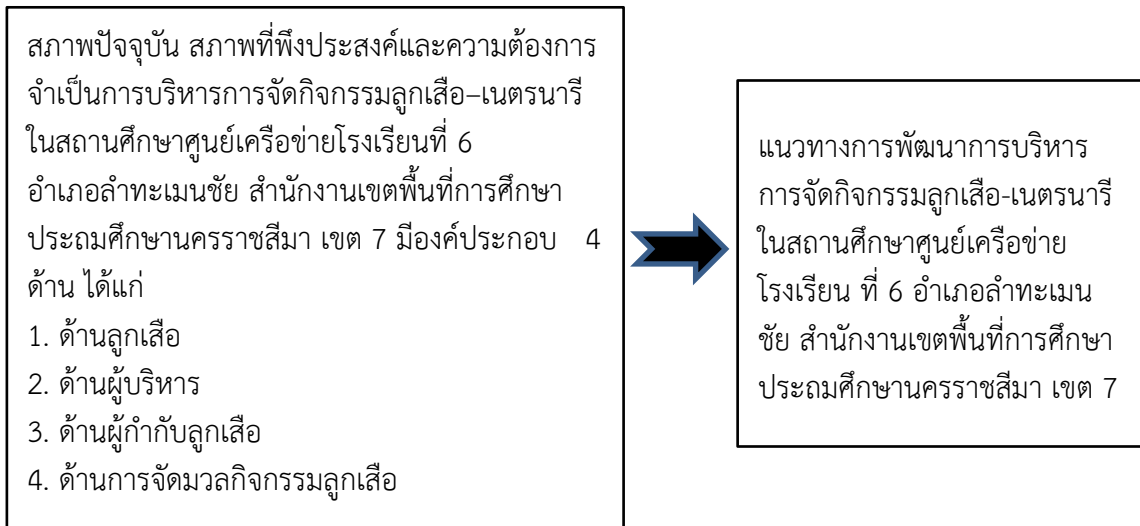 สภาพปัจจุบัน สภาพที่พึงประสงค์และความต้องการ
จำเป็นการบริหารการจัดกิจกรรมลูกเสือ–เนตรนารี
ในสถานศึกษาศูนย์เครือข่ายโรงเรียนที่ 6
อำเภอลำทะเมนชัย สำนักงานเขตพื้นที่การศึกษา
ประถมศึกษานครราชสีมา เขต 7 มีองค์ประกอบ 4
ด้าน ได้แก่
1. ด้านลูกเสือ
2. ด้านผู้บริหาร
3. ด้านผู้กำกับลูกเสือ
4. ด้านการจัดมวลกิจกรรมลูกเสือ
แนวทางการพัฒนาการบริหาร
การจัดกิจกรรมลูกเสือ-เนตรนารี
ในสถานศึกษาศูนย์เครือข่าย
โรงเรียน ที่ 6 อำเภอลำทะเมน
ชัย สำนักงานเขตพื้นที่การศึกษา
ประถมศึกษานครราชสีมา เขต 7